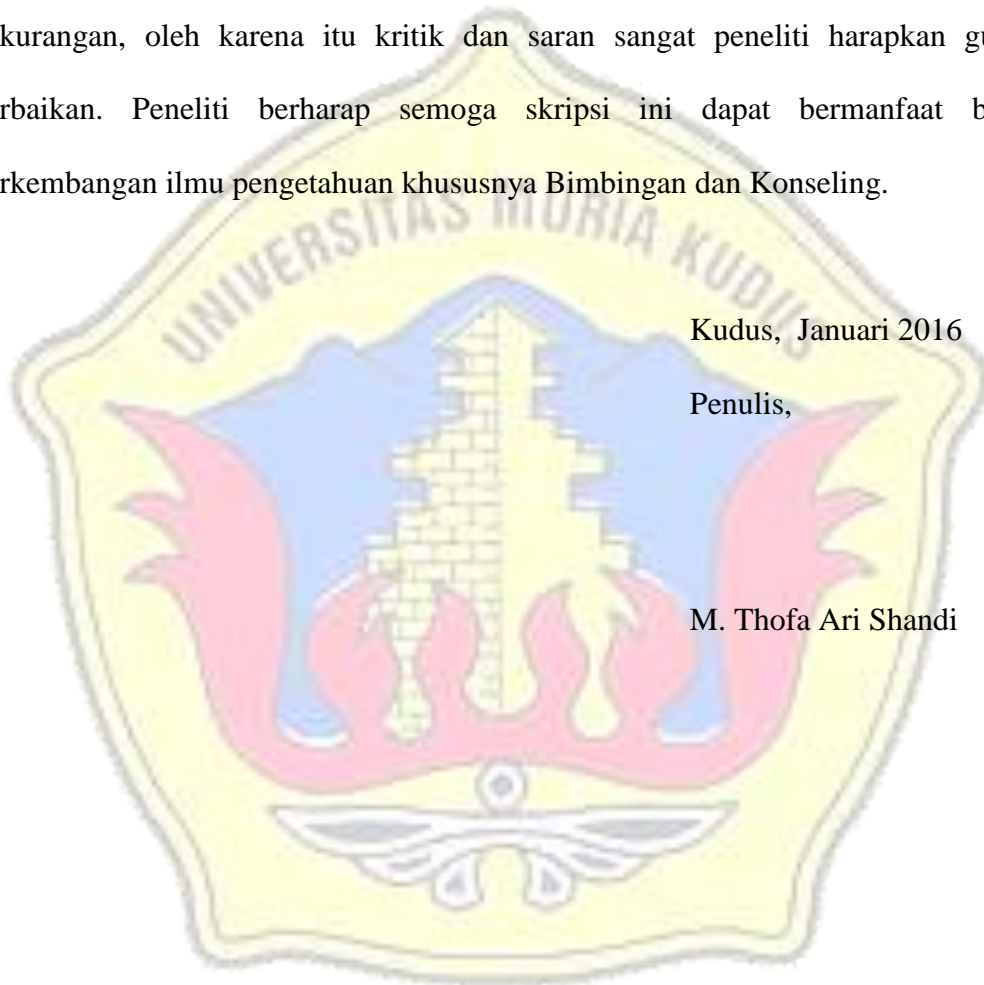 kurangan, oleh karena itu kritik dan saran sangat peneliti harapkan gu
rbaikan. Peneliti berharap semoga skripsi ini dapat bermanfaat b
rkembangan ilmu pengetahuan khususnya Bimbingan dan Konseling.
UNIVERSITAS MURIA KUDUS
Kudus, Januari 2016
Penulis,
M. Thofa Ari Shandi